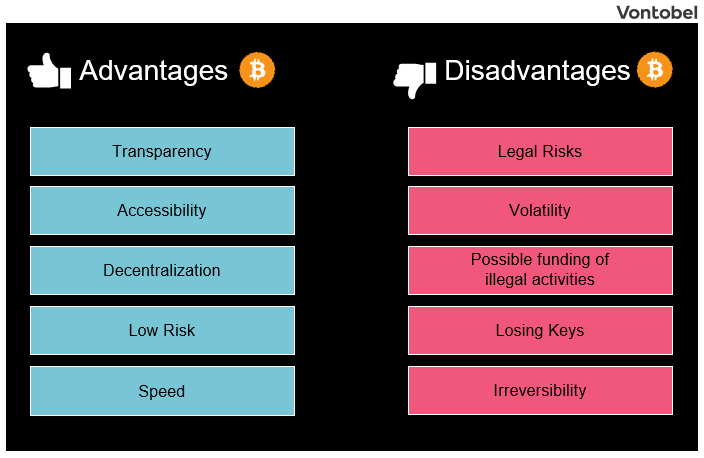 Vontobel
Advantages
Transparency
Accessibility
Decentralization
Low Risk
Speed
Disadvantages
Legal Risks
Volatility
Possible funding of
illegal activities
Losing Keys
Irreversibility